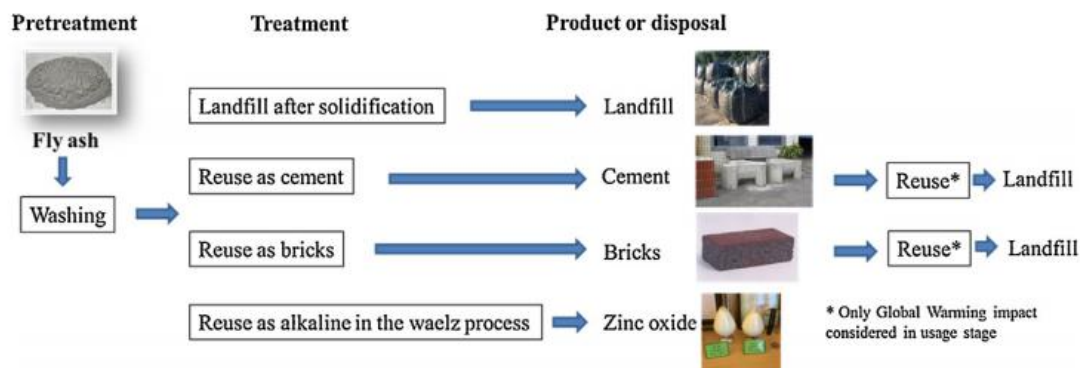 Pretreatment
Treatment
Product or disposal
Fly ash
Washing
Landfill after solidification
Landfill
Reuse as cement
Cement
Reuse*
Landfill
Reuse as bricks
Bricks
Reuse*
Landfill
Reuse as alkaline in the waelz process
Zinc oxide
* Only Global Warming impact
considered in usage stage